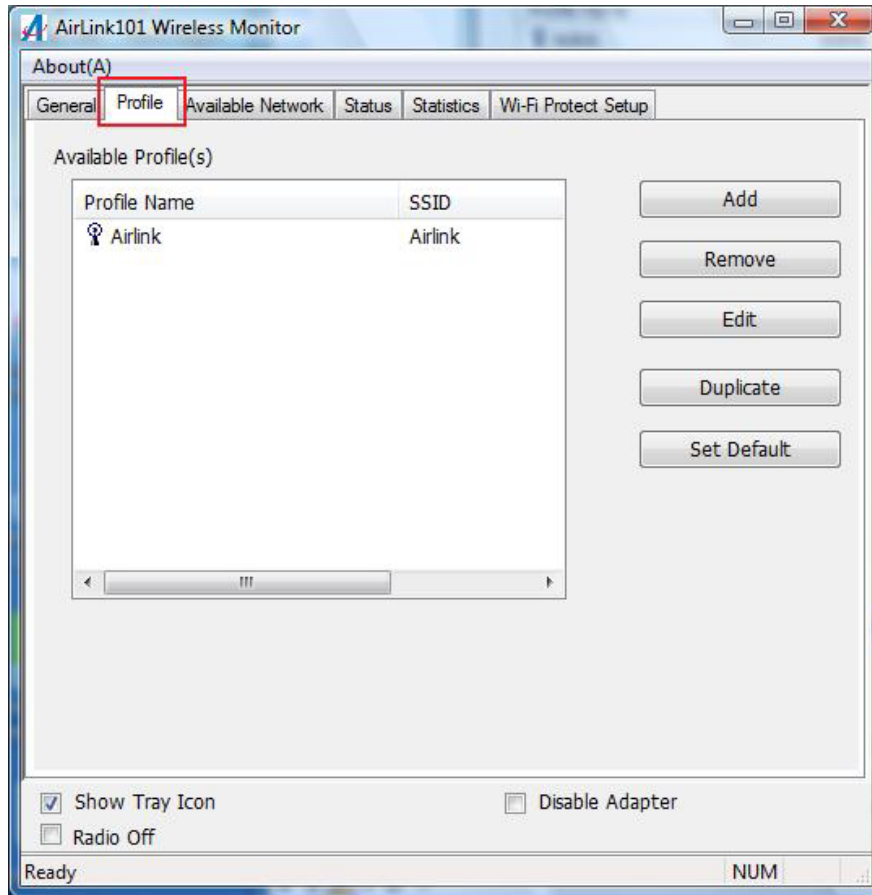 AirLink101 Wireless Monitor
About(A)
General Profile Available Network Status Statistics Wi-Fi Protect Setup
Available Profile(s)
Profile Name SSID
Airlink Airlink
Add
Remove
Edit
Duplicate
Set Default
Show Tray Icon Disable Adapter
Radio Off
Ready NUM